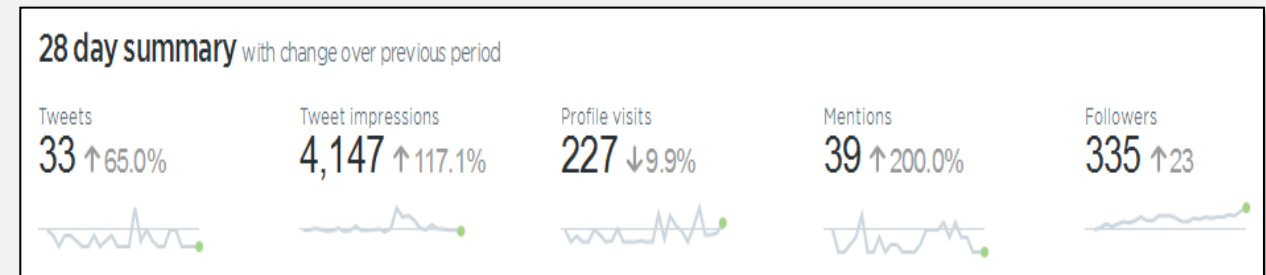 28 day summary with change over previous period
Tweets Tweet impressions Profile visits Mentions Followers
33 ↑65.0% 4,147 ↑117.1% 227 ↓9.9% 39 ↑200.0% 335 ↑23